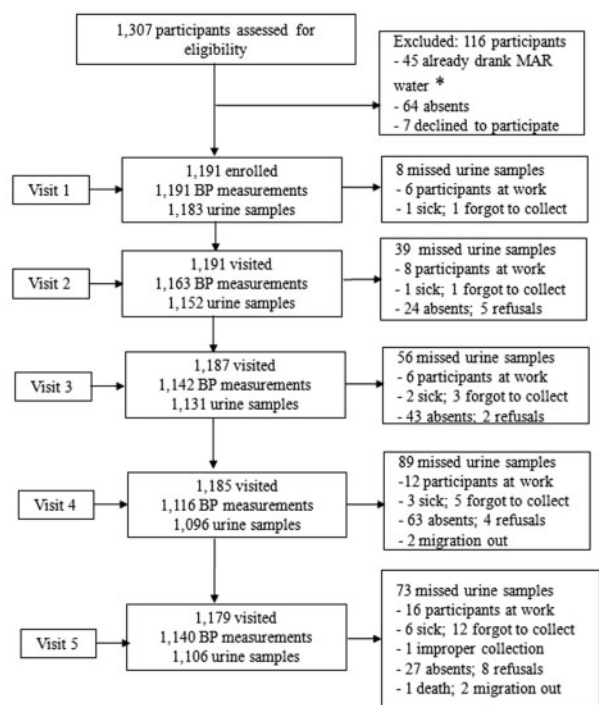 1,307 participants assessed for
eligibility
Excluded: 116 participants
- 45 already drank MAR
water *
- 64 absents
- 7 declined to participate
Visit 1
1,191 enrolled
1,191 BP measurements
1,183 urine samples
8 missed urine samples
- 6 participants at work
- 1 sick; 1 forgot to collect
Visit 2
1,191 visited
1,163 BP measurements
1,152 urine samples
39 missed urine samples
- 8 participants at work
- 1 sick; 1 forgot to collect
- 24 absents; 5 refusals
Visit 3
1,187 visited
1,142 BP measurements
1,131 urine samples
56 missed urine samples
- 6 participants at work
- 2 sick; 3 forgot to collect
- 43 absents; 2 refusals
Visit 4
1,185 visited
1,116 BP measurements
1,096 urine samples
89 missed urine samples
-12 participants at work
- 3 sick; 5 forgot to collect
- 63 absents; 4 refusals
- 2 migration out
Visit 5
1,179 visited
1,140 BP measurements
1,106 urine samples
73 missed urine samples
- 16 participants at work
- 6 sick; 12 forgot to collect
- 1 improper collection
- 27 absents; 8 refusals
- 1 death; 2 migration out